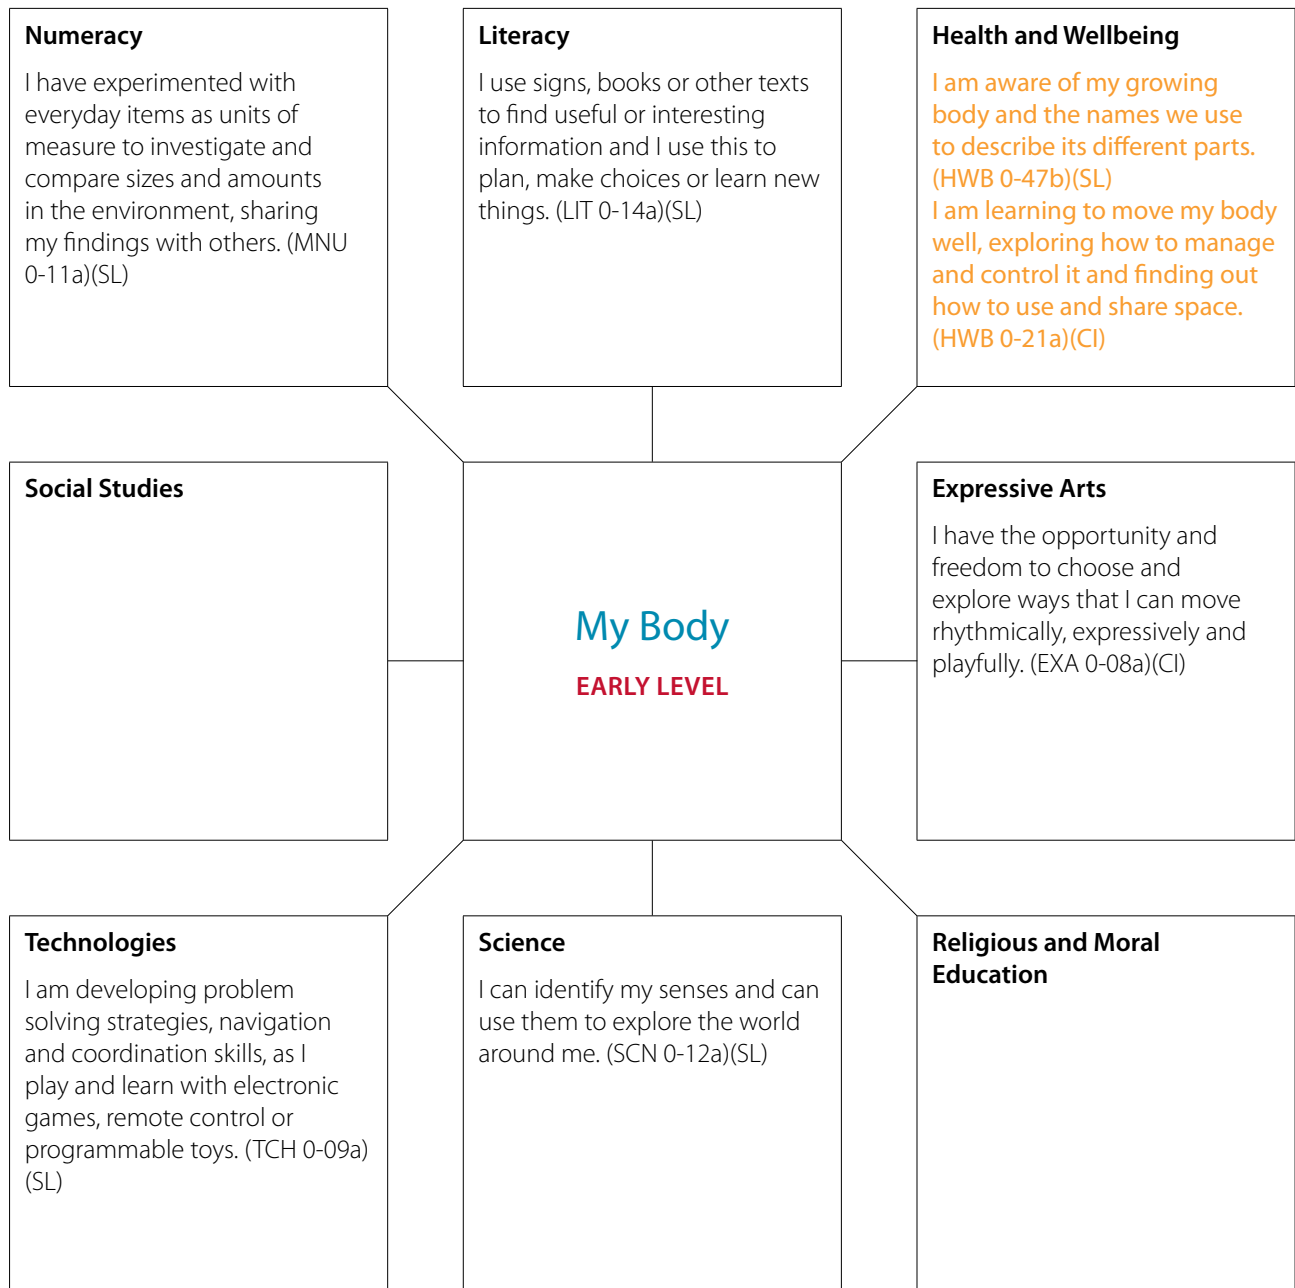 Numeracy
I have experimented with
everyday items as units of
measure to investigate and
compare sizes and amounts
in the environment, sharing
my findings with others. (MNU
0-11a)(SL)
Literacy
I use signs, books or other texts
to find useful or interesting
information and I use this to
plan, make choices or learn new
things. (LIT 0-14a)(SL)
Health and Wellbeing
I am aware of my growing
body and the names we use
to describe its different parts.
(HWB 0-47b)(SL)
I am learning to move my body
well, exploring how to manage
and control it and finding out
how to use and share space.
(HWB 0-21a)(CI)
Social Studies
My Body
EARLY LEVEL
Expressive Arts
I have the opportunity and
freedom to choose and
explore ways that I can move
rhythmically, expressively and
playfully. (EXA 0-08a)(CI)
Technologies
I am developing problem
solving strategies, navigation
and coordination skills, as I
play and learn with electronic
games, remote control or
programmable toys. (TCH 0-09a)
(SL)
Science
I can identify my senses and can
use them to explore the world
around me. (SCN 0-12a)(SL)
Religious and Moral
Education